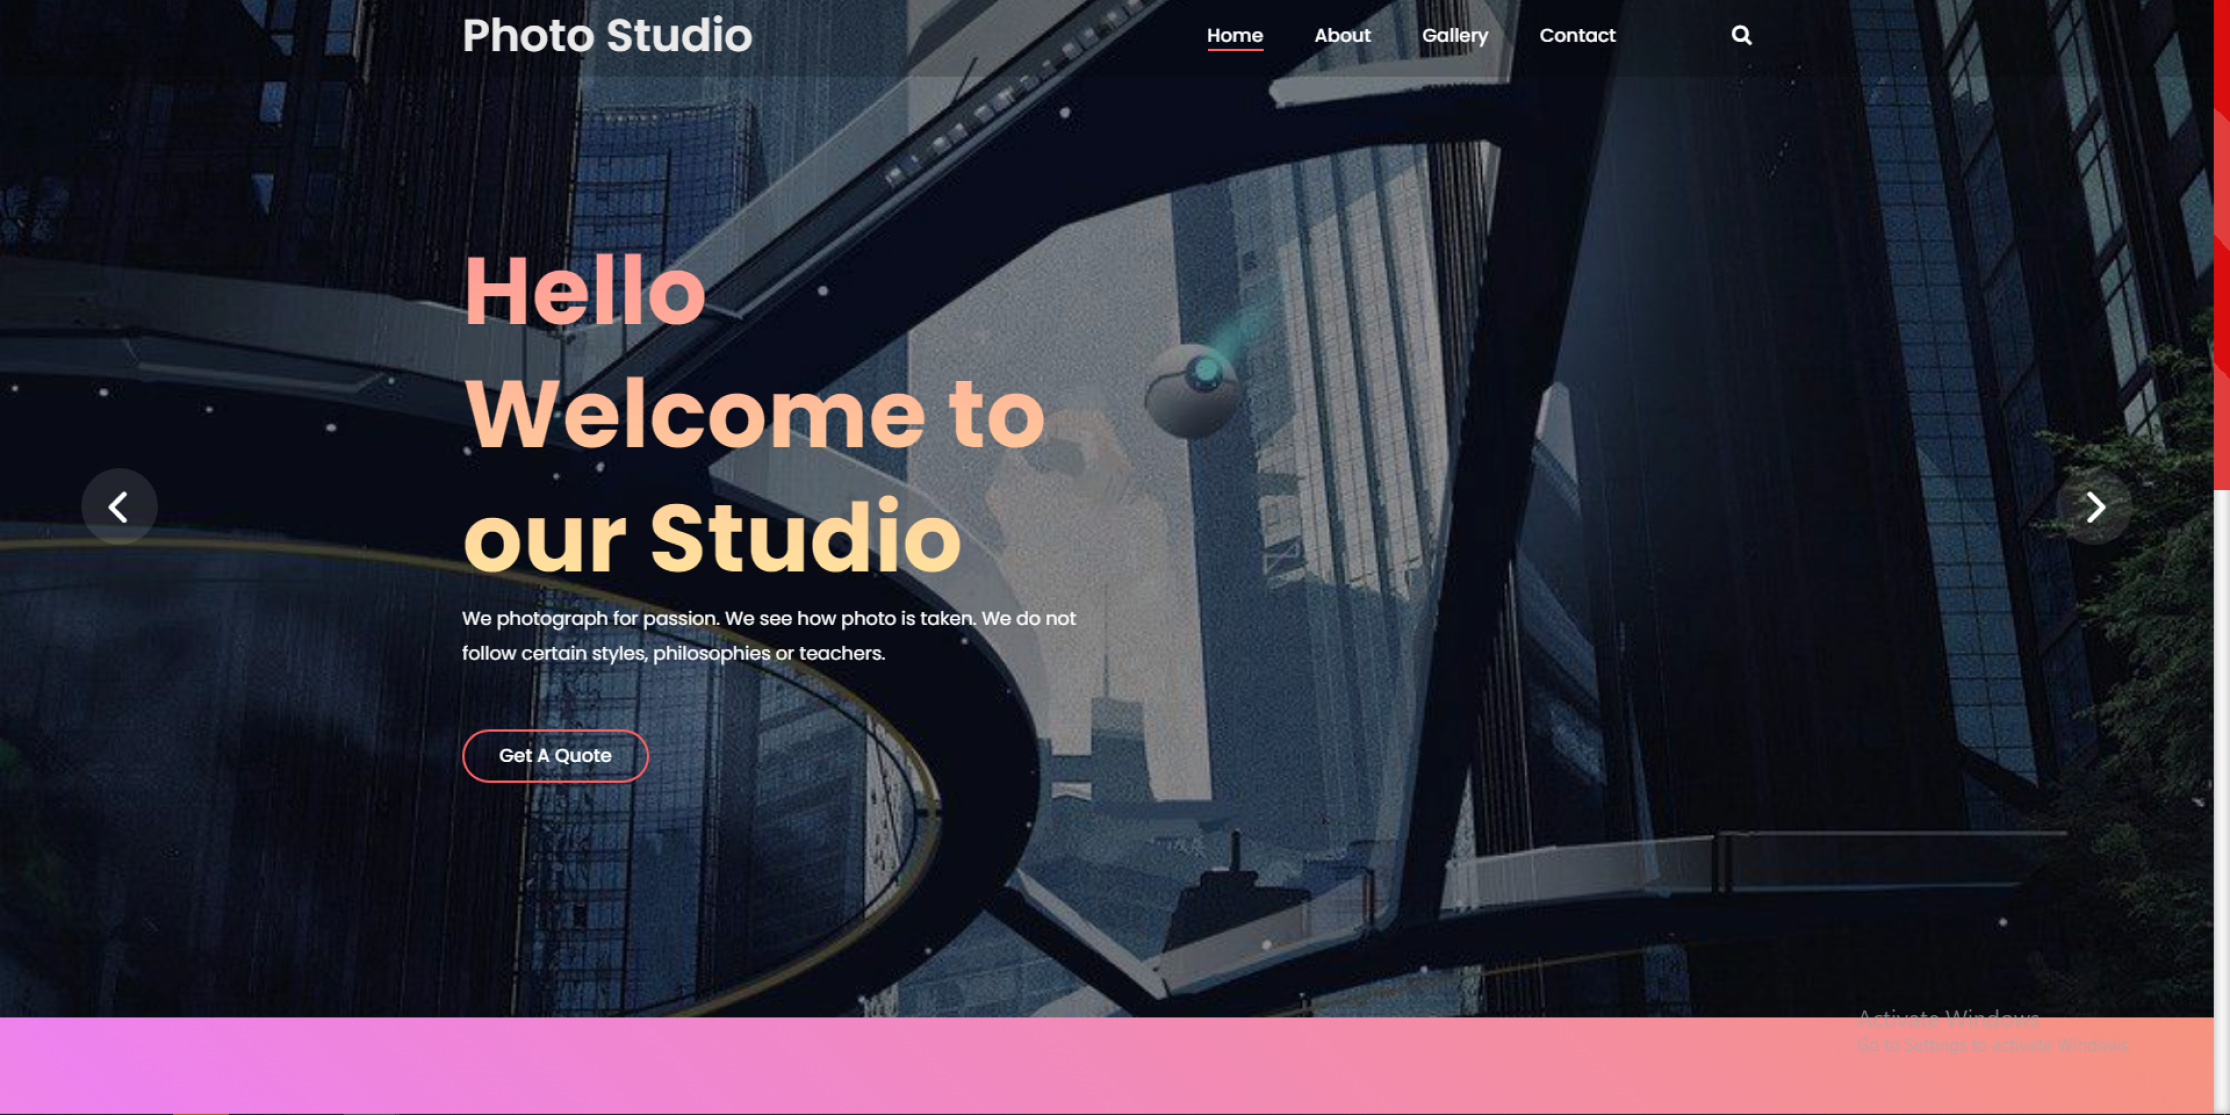 Photo Studio
Home About Gallery Contact
Hello
Welcome to
our Studio
We photograph for passion. We see how photo is taken. We do not
follow certain styles, philosophies or teachers.
Get A Quote
Activate Windows
Go to Settings to activate Windows.